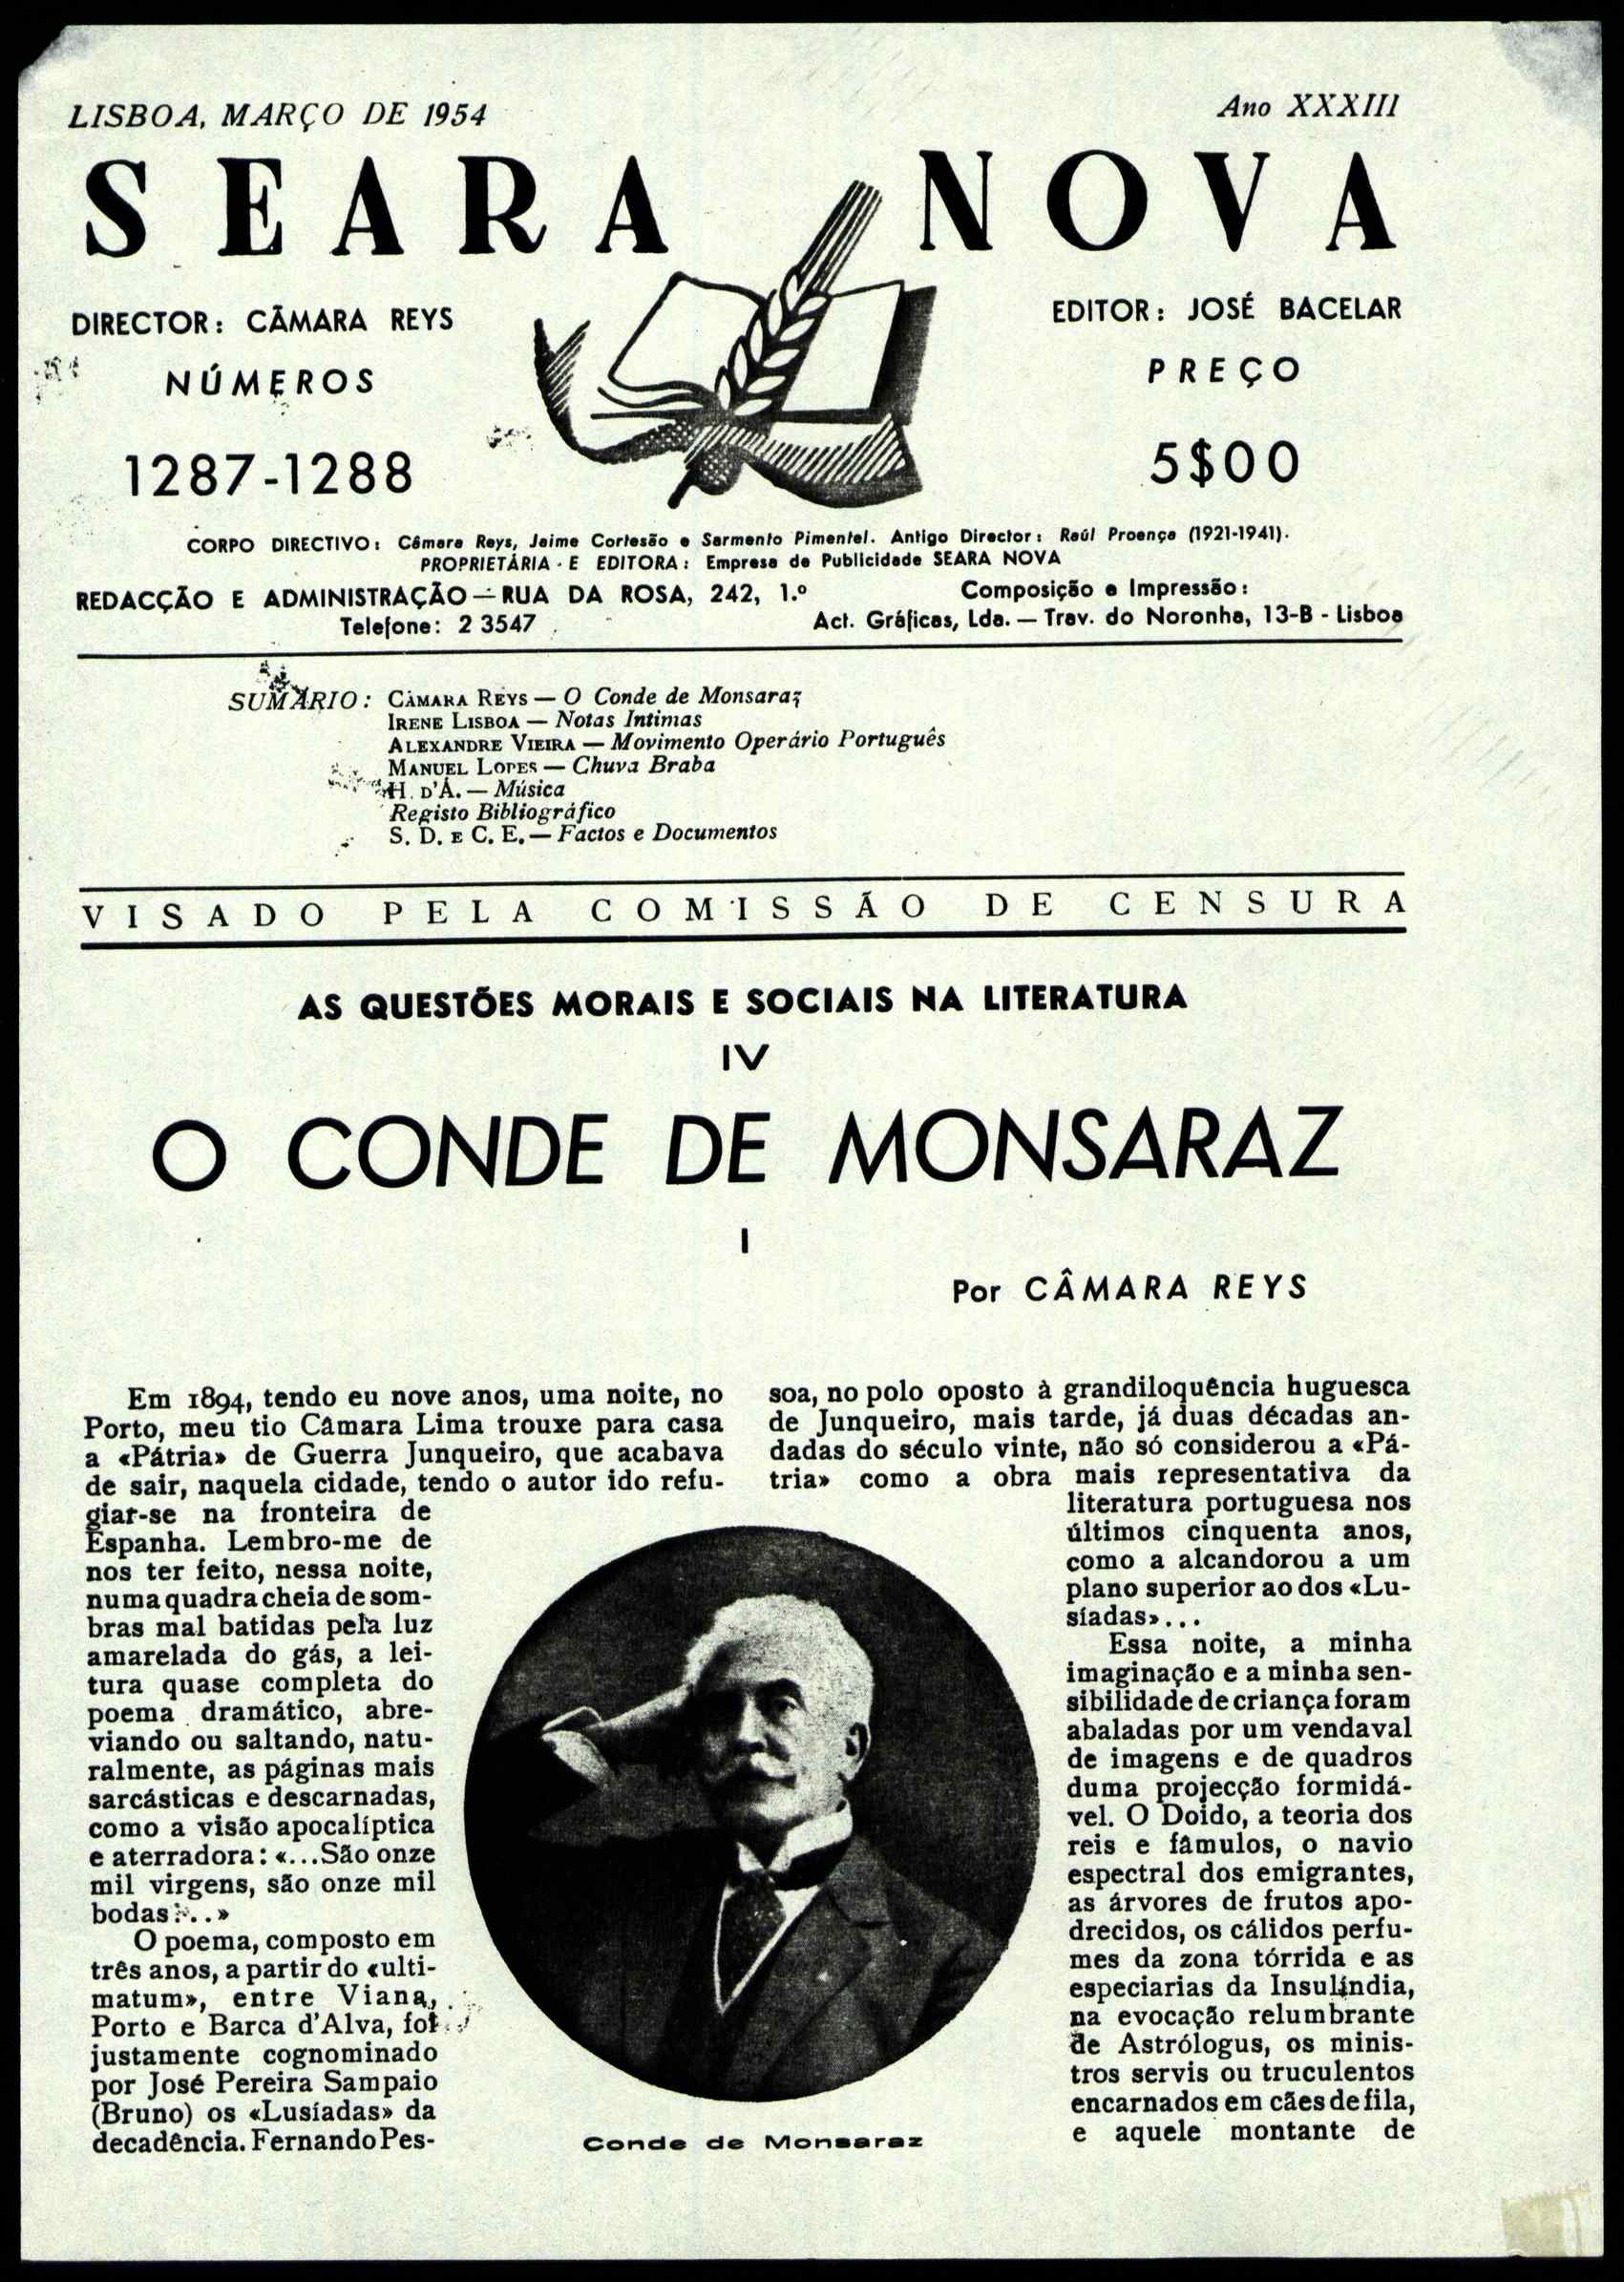 LISBOA, MARÇO DE 1954
Ano XXXIII
SEARA NOVA
DIRECTOR: CÂMARA REYS
EDITOR: JOSÉ BACELAR
NÚMEROS
PREÇO
1287-1288
5$00
CORPO DIRECTIVO: Câmara Reys, Jaime Cortesão e Sarmento Pimentel. Antigo Director: Raúl Proença (1921-1941).
PROPRIETÁRIA E EDITORA: Empresa de Publicidade SEARA NOVA
REDACÇÃO E ADMINISTRAÇÃO — RUA DA ROSA, 242, 1.º
Telefone: 2 3547
Composição e Impressão:
Act. Gráficas, Lda. — Trav. do Noronha, 13-B - Lisboa
SUMÁRIO: CÂMARA REYS — O Conde de Monsaraz
IRENE LISBOA — Notas Intimas
ALEXANDRE VIEIRA — Movimento Operário Português
MANUEL LOPES — Chuva Braba
H. D'Á. — Música
Registo Bibliográfico
S. D. E C. E. — Factos e Documentos
VISADO PELA COMISSÃO DE CENSURA
AS QUESTÕES MORAIS E SOCIAIS NA LITERATURA
IV
O CONDE DE MONSARAZ
I
Por CÂMARA REYS
Em 1894, tendo eu nove anos, uma noite, no
Porto, meu tio Câmara Lima trouxe para casa
a «Pátria» de Guerra Junqueiro, que acabava
de sair, naquela cidade, tendo o autor ido refu-
giar-se na fronteira de
Espanha. Lembro-me de
nos ter feito, nessa noite,
numa quadra cheia de som-
bras mal batidas pela luz
amarelada do gás, a lei-
tura quase completa do
poema dramático, abre-
viando ou saltando, natu-
ralmente, as páginas mais
sarcásticas e descarnadas,
como a visão apocalíptica
e aterradora: «...São onze
mil virgens, são onze mil
bodas...»
O poema, composto em
três anos, a partir do «ulti-
matum», entre Viana,
Porto e Barca d'Alva, foi
justamente cognominado
por José Pereira Sampaio
(Bruno) os «Lusíadas» da
decadência. Fernando Pes-
soa, no polo oposto à grandiloquência huguesca
de Junqueiro, mais tarde, já duas décadas an-
dadas do século vinte, não só considerou a «Pá-
tria» como a obra mais representativa da
literatura portuguesa nos
últimos cinquenta anos,
como a alcandorou a um
plano superior ao dos «Lu-
síadas»...
Essa noite, a minha
imaginação e a minha sen-
sibilidade de criança foram
abaladas por um vendaval
de imagens e de quadros
duma projecção formidá-
vel. O Doido, a teoria dos
reis e fâmulos, o navio
espectral dos emigrantes,
as árvores de frutos apo-
drecidos, os cálidos perfu-
mes da zona tórrida e as
especiarias da Insulíndia,
na evocação relumbrante
de Astrólogus, os minis-
tros servis ou truculentos
encarnados em cães de fila,
e aquele montante de
Conde de Monsaraz